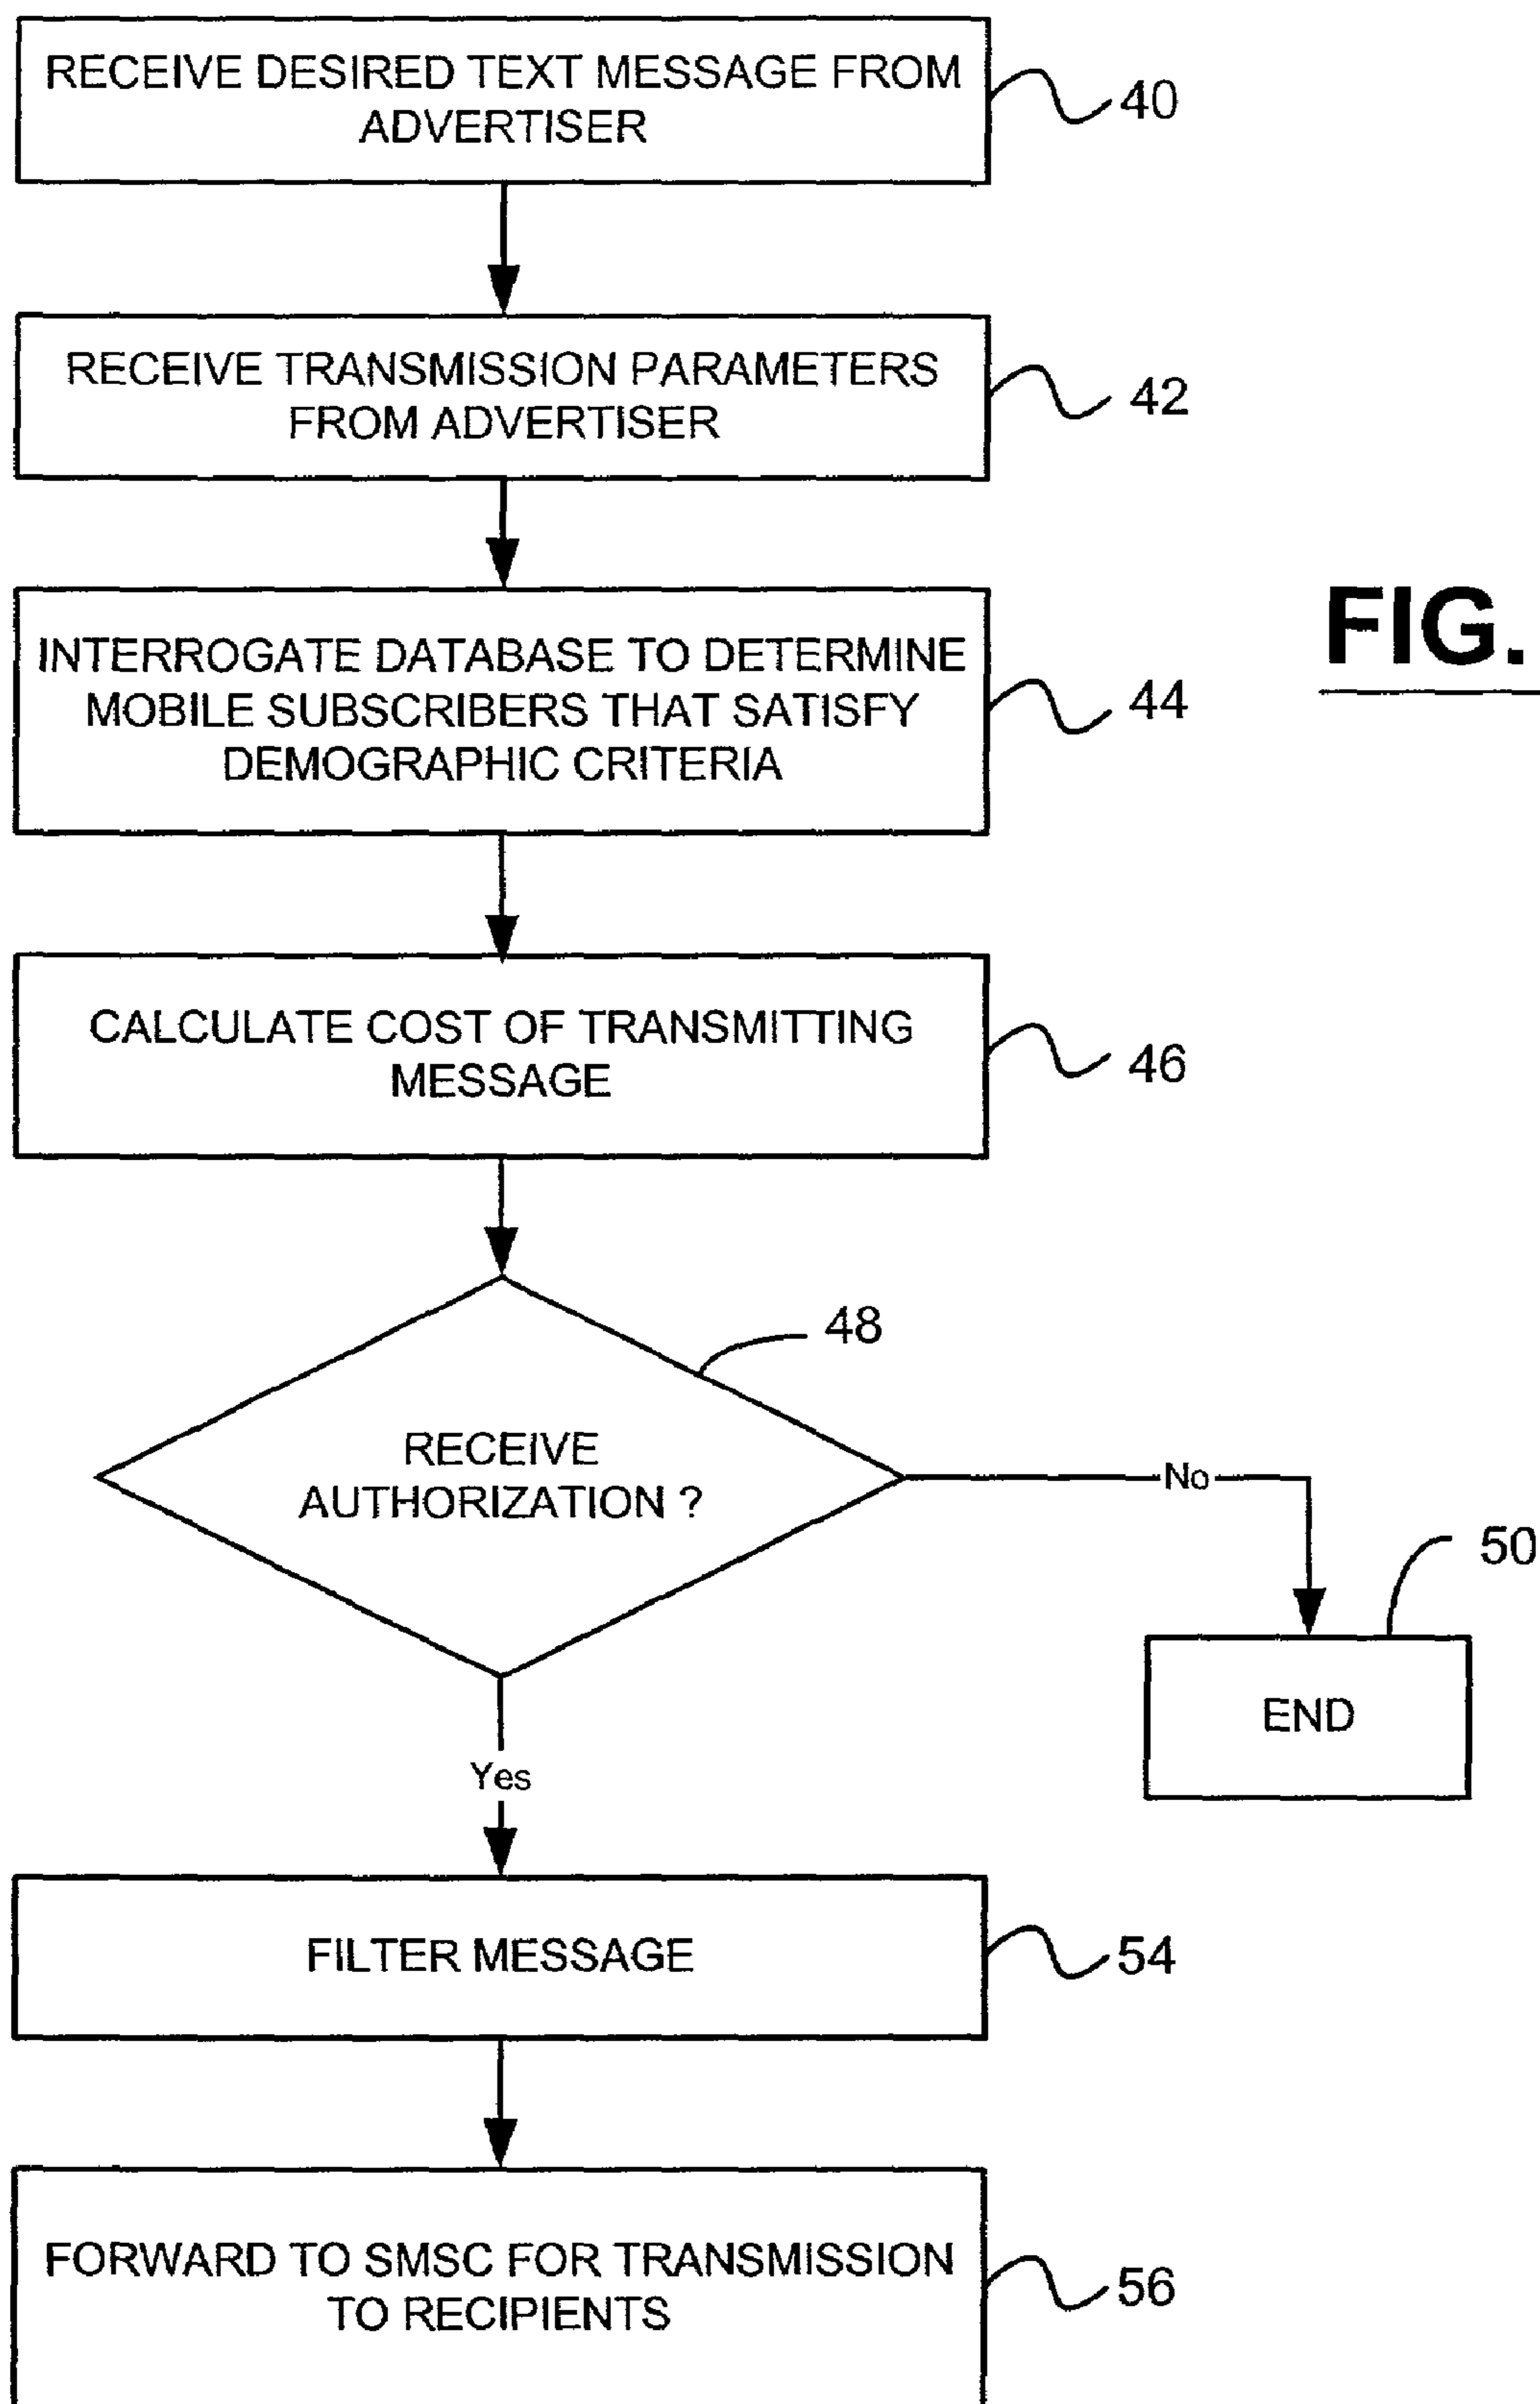 RECEIVE DESIRED TEXT MESSAGE FROM
ADVERTISER
40
RECEIVE TRANSMISSION PARAMETERS
FROM ADVERTISER
42
FIG.
INTERROGATE DATABASE TO DETERMINE
MOBILE SUBSCRIBERS THAT SATISFY
DEMOGRAPHIC CRITERIA
44
CALCULATE COST OF TRANSMITTING
MESSAGE
46
48
RECEIVE
AUTHORIZATION ?
No
50
END
Yes
FILTER MESSAGE
54
FORWARD TO SMSC FOR TRANSMISSION
TO RECIPIENTS
56